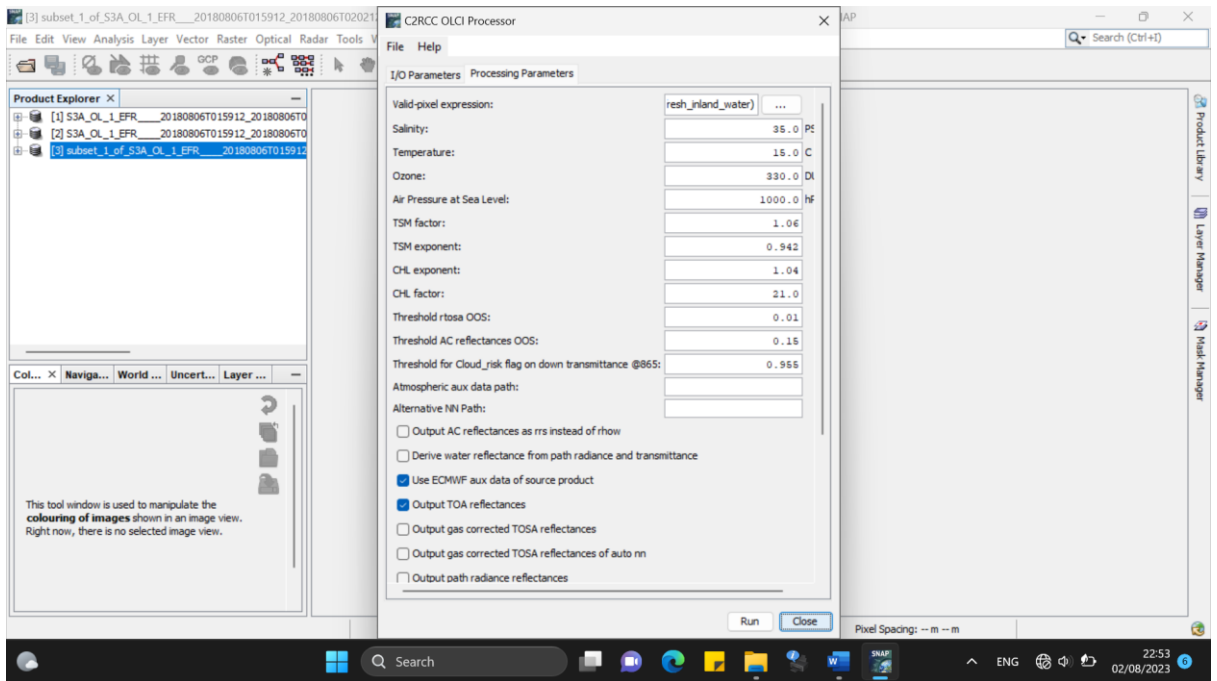 [3] subset_1_of_S3A_OL_1_EFR____20180806T015912_20180806T02021
AP
C2RCC OLCI Processor
File Edit View Analysis Layer Vector Raster Optical Radar Tools
Search (Ctrl+I)
File Help
GCP
I/O Parameters Processing Parameters
Product Explorer
[1] S3A_OL_1_EFR____20180806T015912_20180806T0
[2] S3A_OL_1_EFR____20180806T015912_20180806T0
[3] subset_1_of_S3A_OL_1_EFR____20180806T015912
Valid-pixel expression: resh_inland_water) ...
Salinity: 35.0 PS
Temperature: 15.0 C
Ozone: 330.0 DU
Air Pressure at Sea Level: 1000.0 hP
TSM factor: 1.06
TSM exponent: 0.942
CHL exponent: 1.04
CHL factor: 21.0
Threshold rtosa OOS: 0.01
Threshold AC reflectances OOS: 0.15
Threshold for Cloud_risk flag on down transmittance @865: 0.955
Atmospheric aux data path:
Alternative NN Path:
Output AC reflectances as rrs instead of rhow
Derive water reflectance from path radiance and transmittance
Use ECMWF aux data of source product
Output TOA reflectances
Output gas corrected TOSA reflectances
Output gas corrected TOSA reflectances of auto nn
Output path radiance reflectances
Run Close
Col... Naviga... World ... Uncert... Layer ...
This tool window is used to manipulate the
colouring of images shown in an image view.
Right now, there is no selected image view.
Product Library
Layer Manager
Mask Manager
Pixel Spacing: -- m -- m
Search
SNAP
ENG
22:53
02/08/2023
6